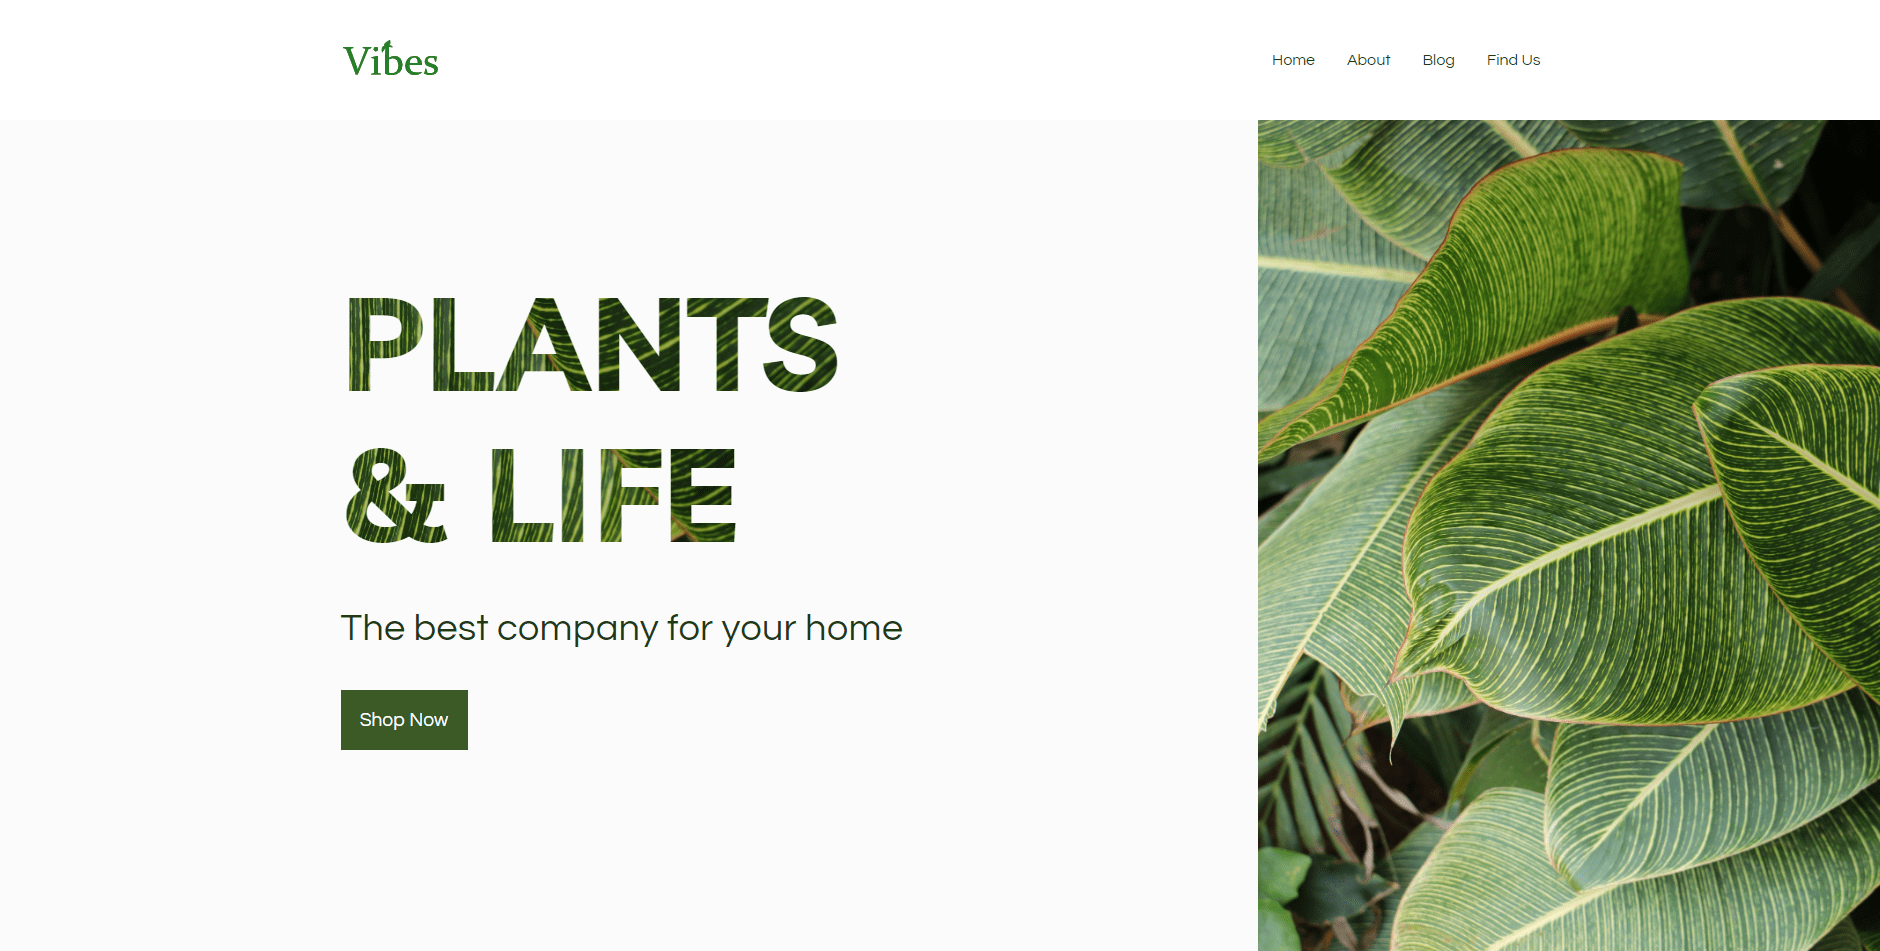 Vibes
Home About Blog Find Us
PLANTS
& LIFE
The best company for your home
Shop Now